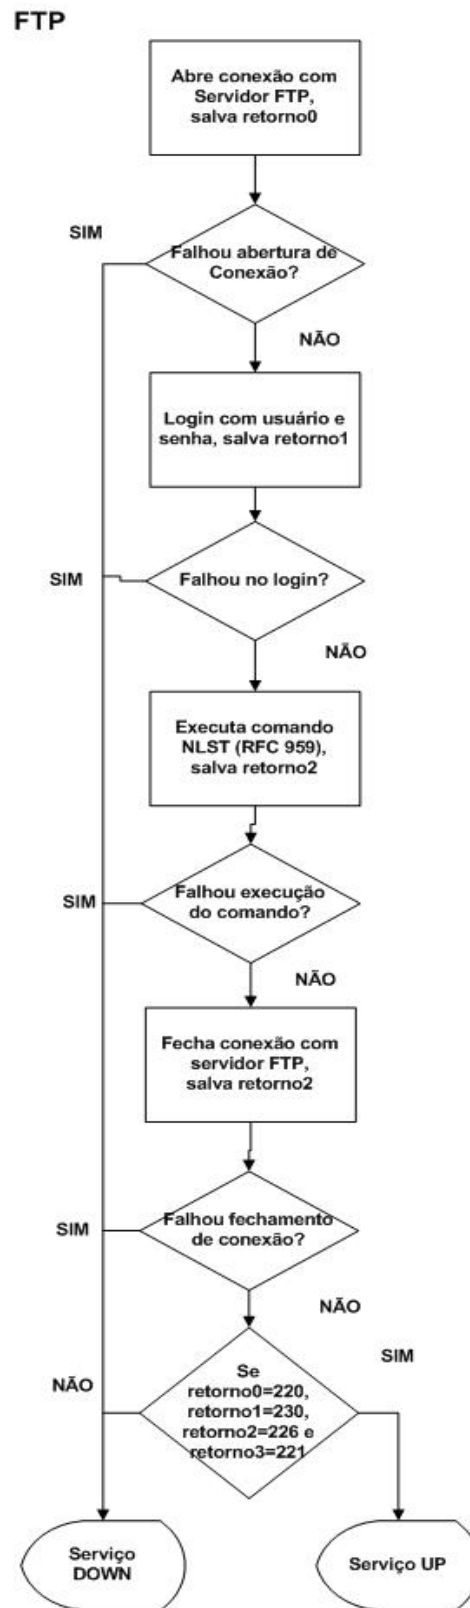 FTP
Abre conexão com
Servidor FTP,
salva retorno0
SIM
Falhou abertura de
Conexão?
NÃO
Login com usuário e
senha, salva retorno1
SIM
Falhou no login?
NÃO
Executa comando
NLST (RFC 959),
salva retorno2
SIM
Falhou execução
do comando?
NÃO
Fecha conexão com
servidor FTP,
salva retorno2
SIM
Falhou fechamento
de conexão?
NÃO
SIM
NÃO
Se
retorno0=220,
retorno1=230,
retorno2=226 e
retorno3=221
Serviço
DOWN
Serviço UP